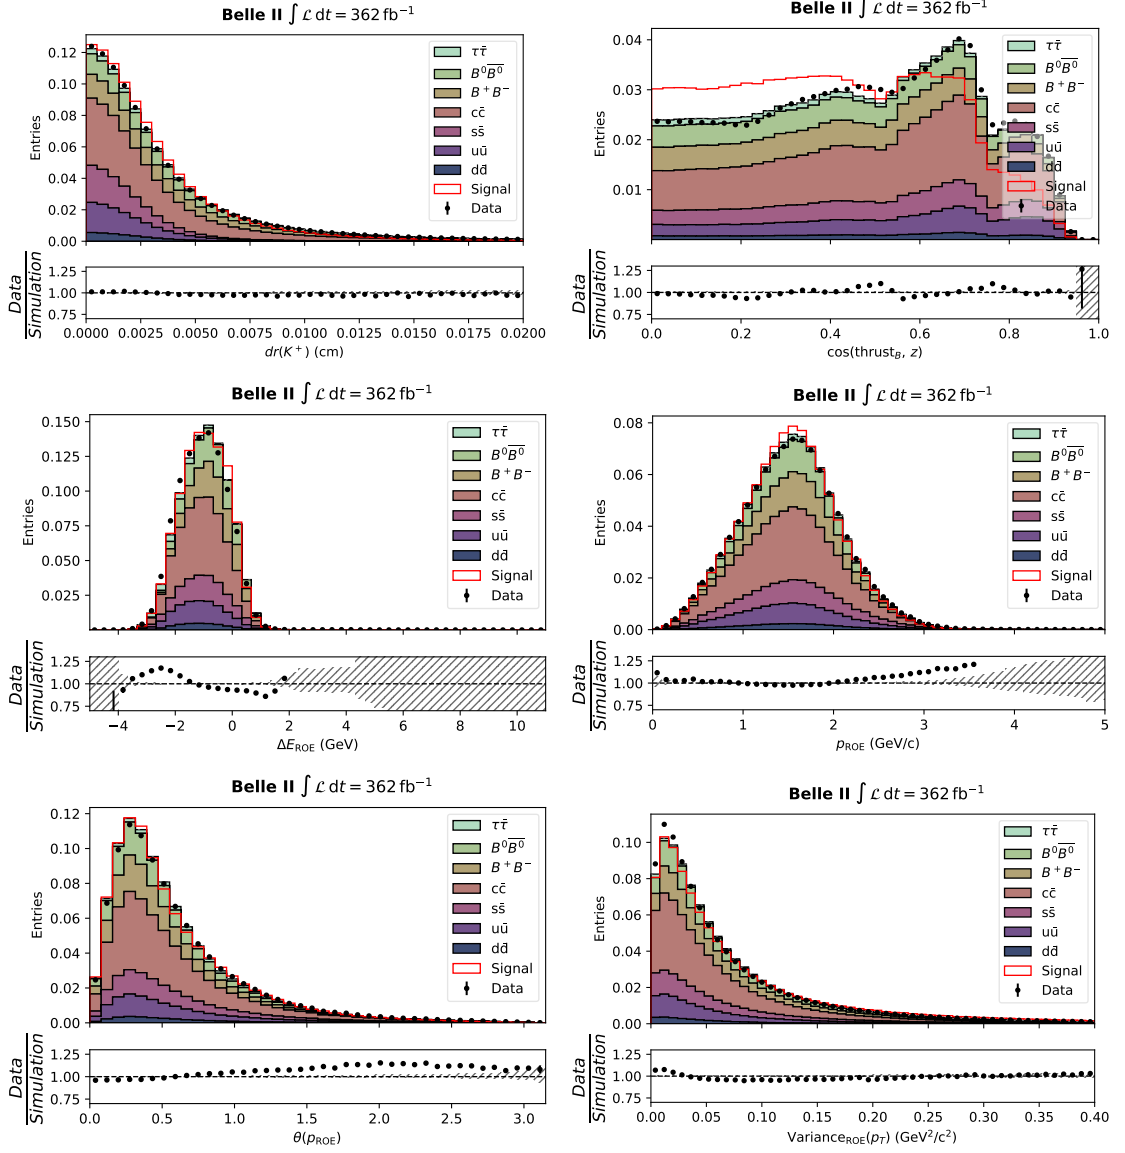 Belle II ∫ ℒ dt = 362 fb⁻¹
0.12
0.10
0.08
0.06
0.04
0.02
0.00
Entries
ττ̄
B⁰B̄⁰
B⁺B⁻
cc̄
ss̄
uū
dd̄
Signal
Data
1.25
1.00
0.75
Data
Simulation
0.0000 0.0025 0.0050 0.0075 0.0100 0.0125 0.0150 0.0175 0.0200
dr(K⁺) (cm)
Belle II ∫ ℒ dt = 362 fb⁻¹
0.04
0.03
0.02
0.01
Entries
ττ̄
B⁰B̄⁰
B⁺B⁻
cc̄
ss̄
uū
dd̄
Signal
Data
1.25
1.00
0.75
Data
Simulation
0.0 0.2 0.4 0.6 0.8 1.0
cos(thrust_B, z)
Belle II ∫ ℒ dt = 362 fb⁻¹
0.150
0.125
0.100
0.075
0.050
0.025
Entries
ττ̄
B⁰B̄⁰
B⁺B⁻
cc̄
ss̄
uū
dd̄
Signal
Data
1.25
1.00
0.75
Data
Simulation
−4 −2 0 2 4 6 8 10
ΔE_ROE (GeV)
Belle II ∫ ℒ dt = 362 fb⁻¹
0.08
0.06
0.04
0.02
0.00
Entries
ττ̄
B⁰B̄⁰
B⁺B⁻
cc̄
ss̄
uū
dd̄
Signal
Data
1.25
1.00
0.75
Data
Simulation
0 1 2 3 4 5
p_ROE (GeV/c)
Belle II ∫ ℒ dt = 362 fb⁻¹
0.12
0.10
0.08
0.06
0.04
0.02
0.00
Entries
ττ̄
B⁰B̄⁰
B⁺B⁻
cc̄
ss̄
uū
dd̄
Signal
Data
1.25
1.00
0.75
Data
Simulation
0.0 0.5 1.0 1.5 2.0 2.5 3.0
θ(p_ROE)
Belle II ∫ ℒ dt = 362 fb⁻¹
0.10
0.08
0.06
0.04
0.02
0.00
Entries
ττ̄
B⁰B̄⁰
B⁺B⁻
cc̄
ss̄
uū
dd̄
Signal
Data
1.25
1.00
0.75
Data
Simulation
0.00 0.05 0.10 0.15 0.20 0.25 0.30 0.35 0.40
Variance_ROE(p_T) (GeV²/c²)